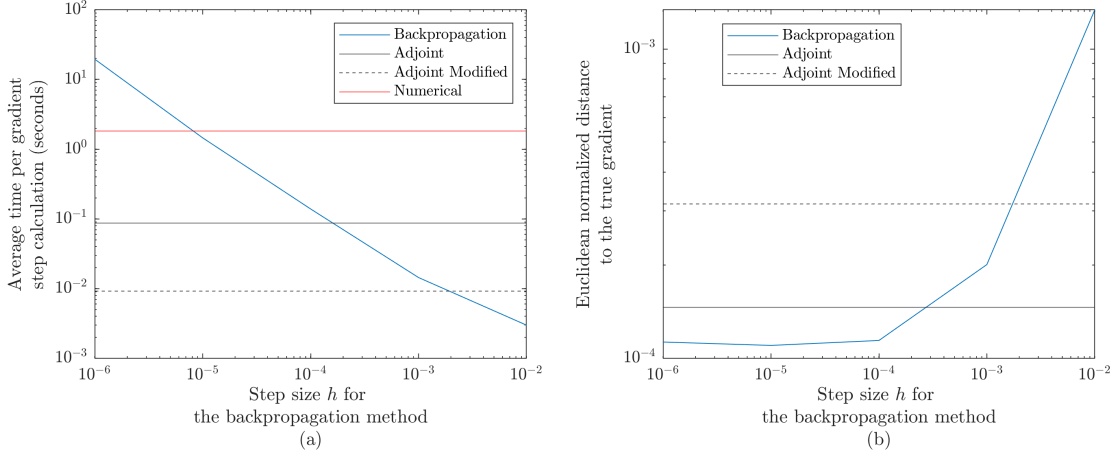 Average time per gradient
step calculation (seconds)
10^2
10^1
10^0
10^-1
10^-2
10^-3
Backpropagation
Adjoint
Adjoint Modified
Numerical
10^-6 10^-5 10^-4 10^-3 10^-2
Step size h for
the backpropagation method
(a)
Euclidean normalized distance
to the true gradient
10^-3
10^-4
Backpropagation
Adjoint
Adjoint Modified
10^-6 10^-5 10^-4 10^-3 10^-2
Step size h for
the backpropagation method
(b)